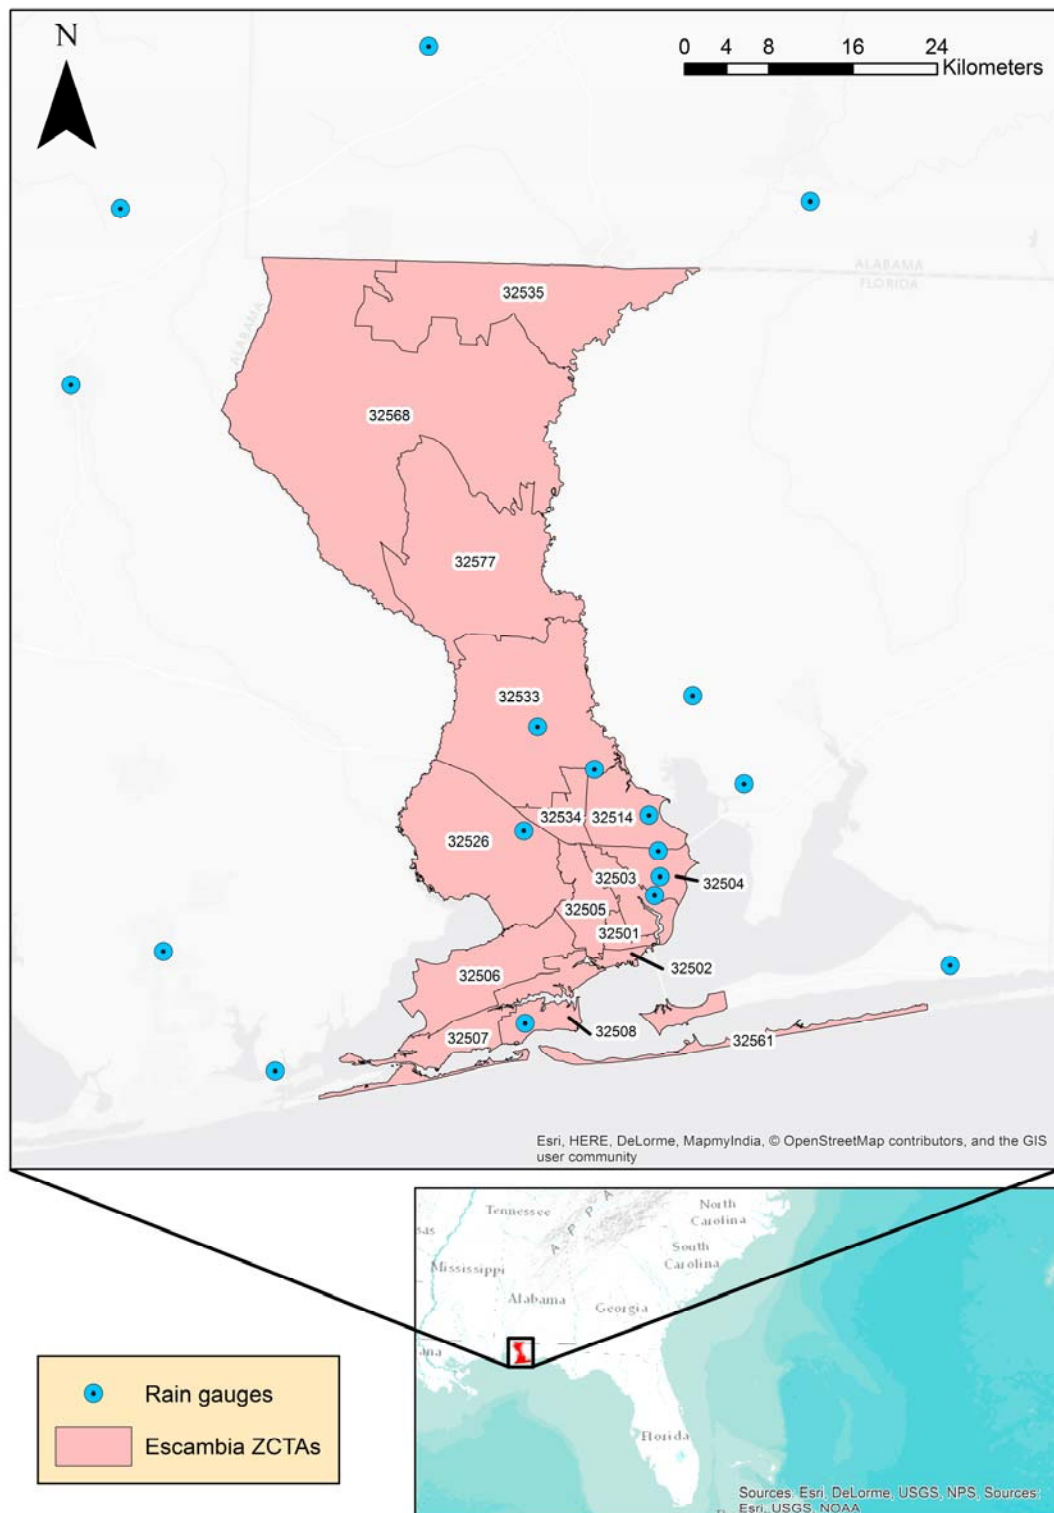 N
0 4 8 16 24
Kilometers
ALABAMA
FLORIDA
ALABAMA
32535
32568
32577
32533
32534
32514
32526
32503
32504
32505
32501
32502
32506
32508
32507
32561
Esri, HERE, DeLorme, MapmyIndia, © OpenStreetMap contributors, and the GIS
user community
Tennessee
North
Carolina
A P P A
sas
South
Carolina
Mississippi
Alabama
Georgia
ana
Florida
Rain gauges
Escambia ZCTAs
Sources: Esri, DeLorme, USGS, NPS, Sources:
Esri, USGS, NOAA